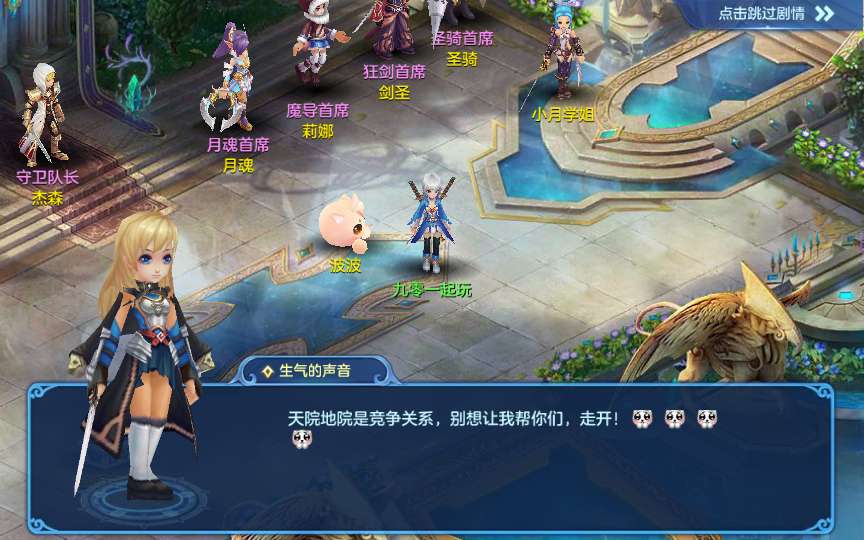 点击跳过剧情
圣骑首席
圣骑
狂剑首席
剑圣
魔导首席
莉娜
小月学姐
月魂首席
月魂
守卫队长
杰森
波波
九零一起玩
生气的声音
天院地院是竞争关系，别想让我帮你们，走开！